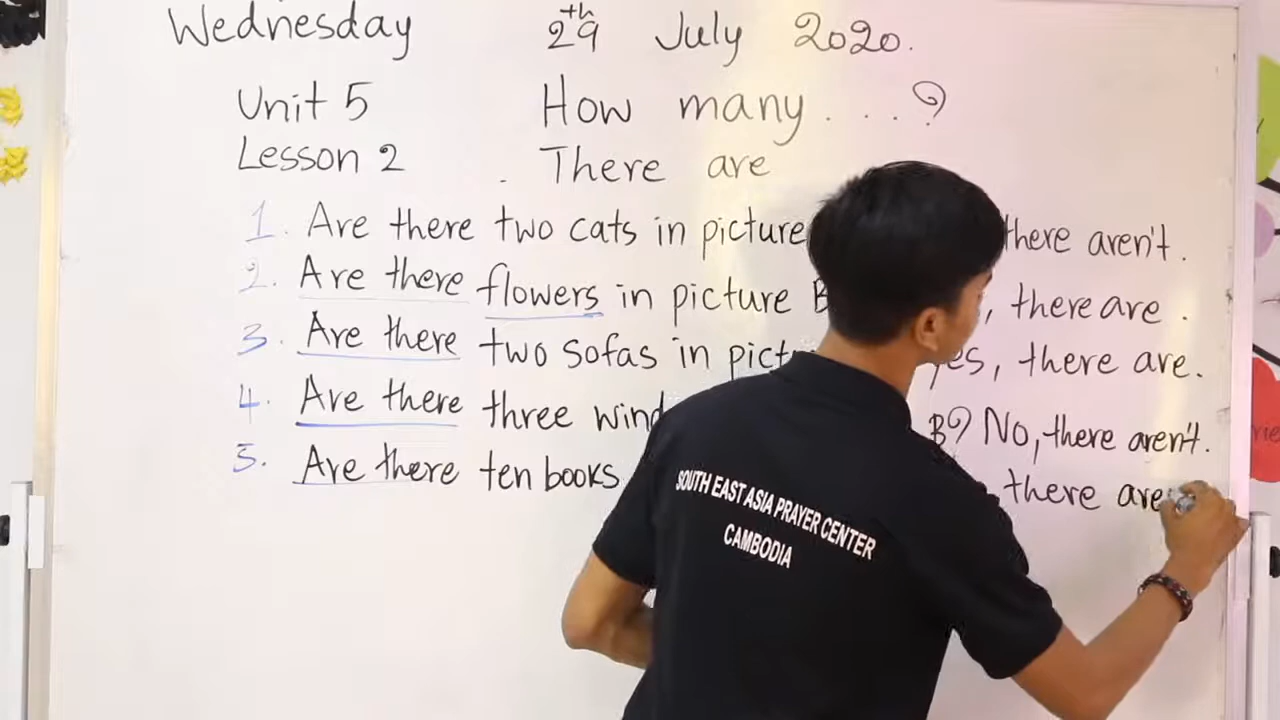 Wednesday 29th July 2020.
Unit 5 How many . . . ?
Lesson 2 . There are
1. Are there two cats in picture there aren't.
2. Are there flowers in picture B , there are .
3. Are there two sofas in yes, there are.
4. Are there three B? No, there aren't.
5. Are there ten books there are
SOUTH EAST ASIA PRAYER CENTER
CAMBODIA